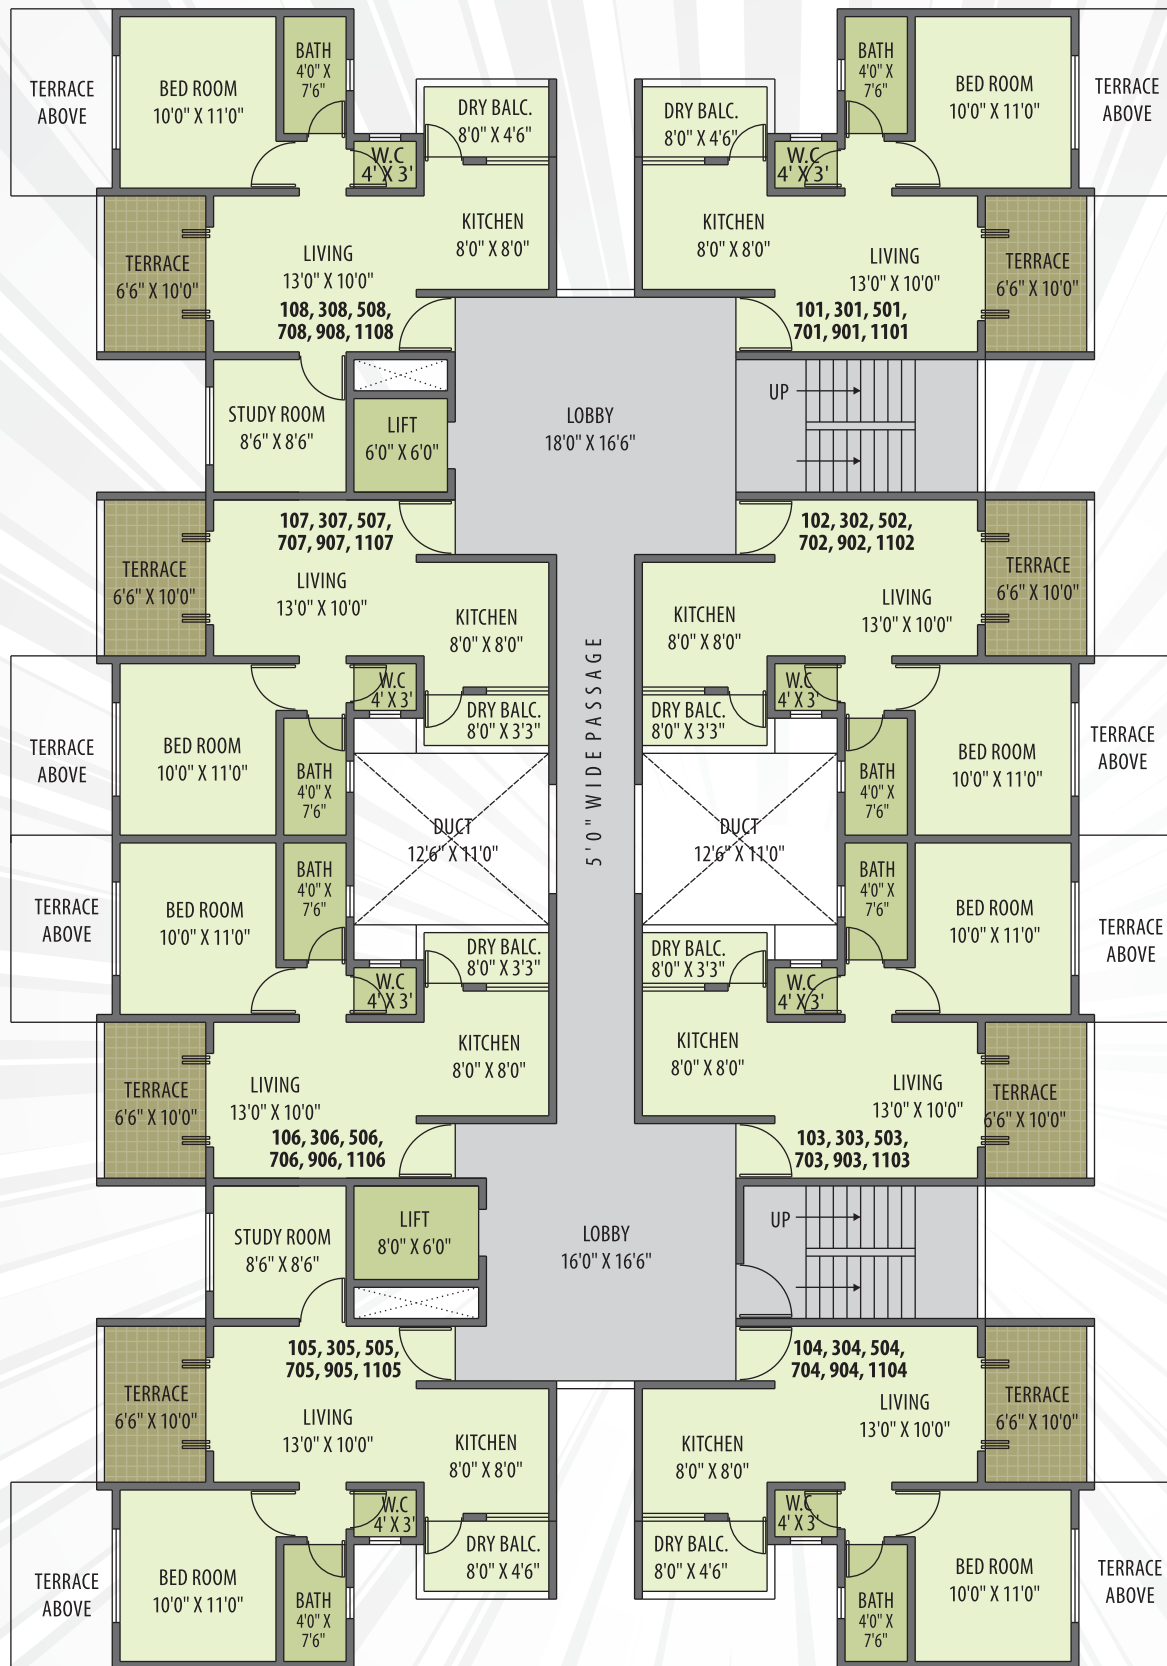 TERRACE
ABOVE
BED ROOM
10'0" X 11'0"
BATH
4'0" X
7'6"
W.C
4' X 3'
DRY BALC.
8'0" X 4'6"
KITCHEN
8'0" X 8'0"
LIVING
13'0" X 10'0"
TERRACE
6'6" X 10'0"
108, 308, 508,
708, 908, 1108
DRY BALC.
8'0" X 4'6"
W.C
4' X 3'
BATH
4'0" X
7'6"
BED ROOM
10'0" X 11'0"
TERRACE
ABOVE
KITCHEN
8'0" X 8'0"
LIVING
13'0" X 10'0"
TERRACE
6'6" X 10'0"
101, 301, 501,
701, 901, 1101
STUDY ROOM
8'6" X 8'6"
LIFT
6'0" X 6'0"
LOBBY
18'0" X 16'6"
UP
107, 307, 507,
707, 907, 1107
TERRACE
6'6" X 10'0"
LIVING
13'0" X 10'0"
KITCHEN
8'0" X 8'0"
W.C
4' X 3'
DRY BALC.
8'0" X 3'3"
TERRACE
ABOVE
BED ROOM
10'0" X 11'0"
BATH
4'0" X
7'6"
DUCT
12'6" X 11'0"
5'0" WIDE PASSAGE
102, 302, 502,
702, 902, 1102
LIVING
13'0" X 10'0"
TERRACE
6'6" X 10'0"
KITCHEN
8'0" X 8'0"
W.C
4' X 3'
DRY BALC.
8'0" X 3'3"
DUCT
12'6" X 11'0"
BATH
4'0" X
7'6"
BED ROOM
10'0" X 11'0"
TERRACE
ABOVE
TERRACE
ABOVE
BED ROOM
10'0" X 11'0"
BATH
4'0" X
7'6"
DRY BALC.
8'0" X 3'3"
W.C
4' X 3'
KITCHEN
8'0" X 8'0"
TERRACE
6'6" X 10'0"
LIVING
13'0" X 10'0"
106, 306, 506,
706, 906, 1106
BATH
4'0" X
7'6"
BED ROOM
10'0" X 11'0"
TERRACE
ABOVE
DRY BALC.
8'0" X 3'3"
W.C
4' X 3'
KITCHEN
8'0" X 8'0"
LIVING
13'0" X 10'0"
TERRACE
6'6" X 10'0"
103, 303, 503,
703, 903, 1103
STUDY ROOM
8'6" X 8'6"
LIFT
8'0" X 6'0"
LOBBY
16'0" X 16'6"
UP
105, 305, 505,
705, 905, 1105
TERRACE
6'6" X 10'0"
LIVING
13'0" X 10'0"
KITCHEN
8'0" X 8'0"
W.C
4' X 3'
DRY BALC.
8'0" X 4'6"
TERRACE
ABOVE
BED ROOM
10'0" X 11'0"
BATH
4'0" X
7'6"
104, 304, 504,
704, 904, 1104
LIVING
13'0" X 10'0"
TERRACE
6'6" X 10'0"
KITCHEN
8'0" X 8'0"
W.C
4' X 3'
DRY BALC.
8'0" X 4'6"
BATH
4'0" X
7'6"
BED ROOM
10'0" X 11'0"
TERRACE
ABOVE